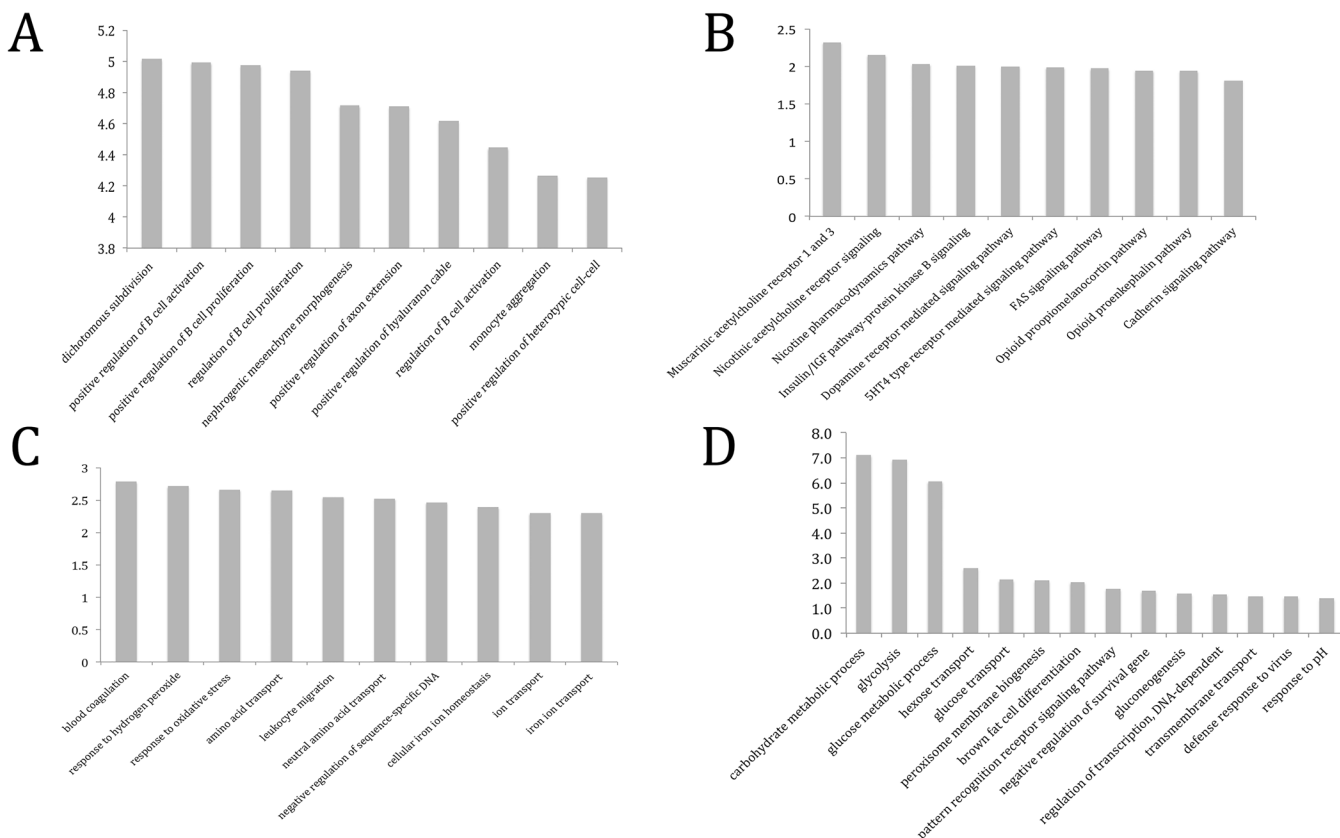 A
5.2
5
4.8
4.6
4.4
4.2
4
3.8
dichotomous subdivision
positive regulation of B cell activation
positive regulation of B cell proliferation
regulation of B cell proliferation
nephrogenic mesenchyme morphogenesis
positive regulation of axon extension
positive regulation of hyaluranon cable
regulation of B cell activation
monocyte aggregation
positive regulation of heterotypic cell-cell
B
2.5
2
1.5
1
0.5
0
Muscarinic acetylcholine receptor 1 and 3
Nicotinic acetylcholine receptor signaling
Nicotine pharmacodynamics pathway
Insulin/IGF pathway-protein kinase B signaling
Dopamine receptor mediated signaling pathway
5HT4 type receptor mediated signaling pathway
FAS signaling pathway
Opioid proopiomelanocortin pathway
Opioid proenkephalin pathway
Cadherin signaling pathway
C
3
2.5
2
1.5
1
0.5
0
blood coagulation
response to hydrogen peroxide
response to oxidative stress
amino acid transport
leukocyte migration
neutral amino acid transport
negative regulation of sequence-specific DNA
cellular iron ion homeostasis
ion transport
iron ion transport
D
8.0
7.0
6.0
5.0
4.0
3.0
2.0
1.0
0.0
carbohydrate metabolic process
glycolysis
glucose metabolic process
hexose transport
glucose transport
peroxisome membrane biogenesis
brown fat cell differentiation
pattern recognition receptor signaling pathway
negative regulation of survival gene
gluconeogenesis
regulation of transcription, DNA-dependent
transmembrane transport
defense response to virus
response to pH